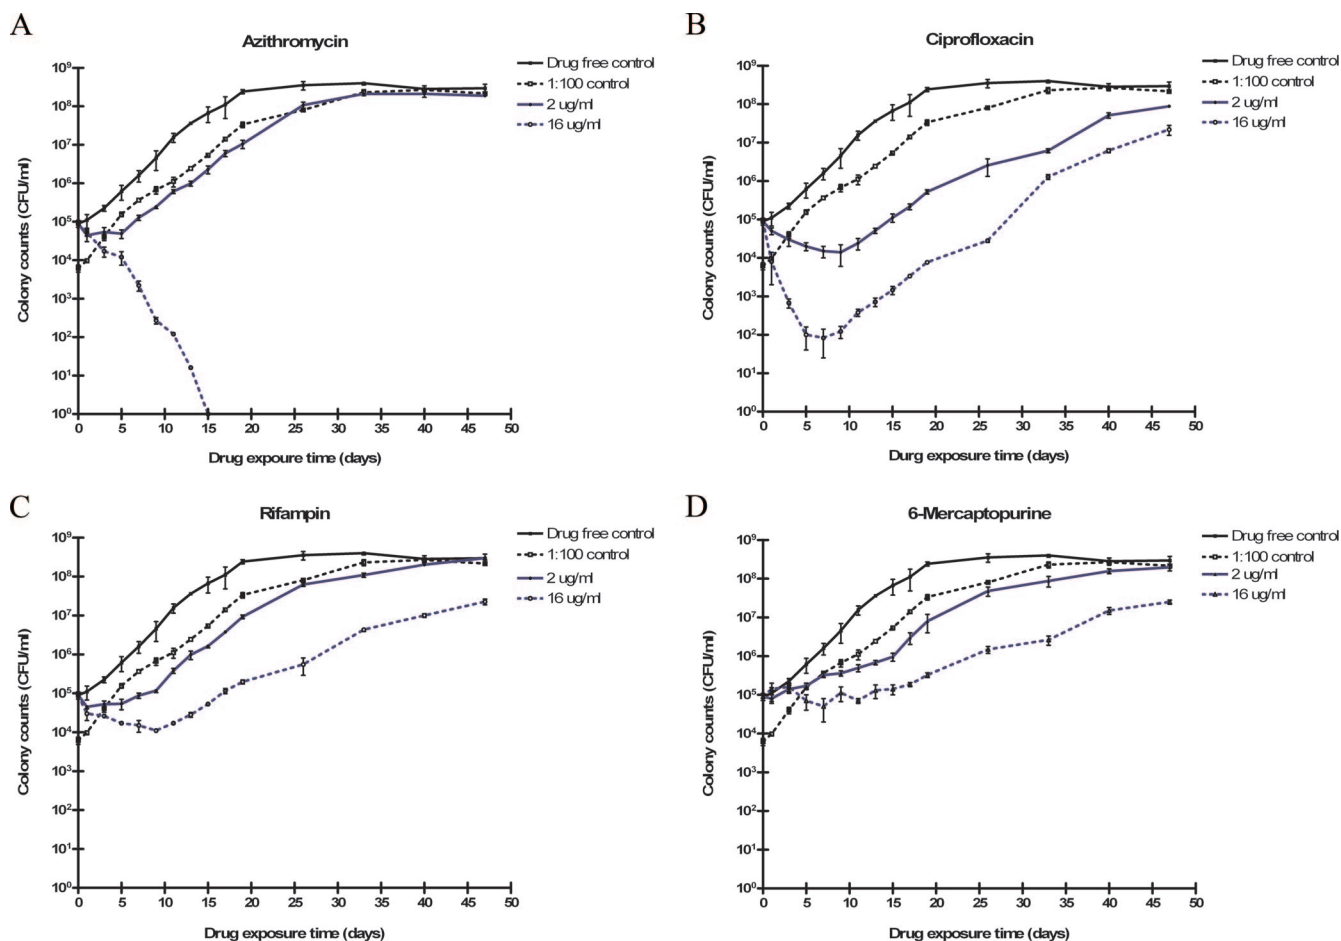 A
Azithromycin
Colony counts (CFU/ml)
10⁹
10⁸
10⁷
10⁶
10⁵
10⁴
10³
10²
10¹
10⁰
0 5 10 15 20 25 30 35 40 45 50
Drug expoure time (days)
Drug free control
1:100 control
2 ug/ml
16 ug/ml
B
Ciprofloxacin
Colony counts (CFU/ml)
10⁹
10⁸
10⁷
10⁶
10⁵
10⁴
10³
10²
10¹
10⁰
0 5 10 15 20 25 30 35 40 45 50
Durg exposure time (days)
Drug free control
1:100 control
2 ug/ml
16 ug/ml
C
Rifampin
Colony counts (CFU/ml)
10⁹
10⁸
10⁷
10⁶
10⁵
10⁴
10³
10²
10¹
10⁰
0 5 10 15 20 25 30 35 40 45 50
Drug exposure time (days)
Drug free control
1:100 control
2 ug/ml
16 ug/ml
D
6-Mercaptopurine
Colony counts (CFU/ml)
10⁹
10⁸
10⁷
10⁶
10⁵
10⁴
10³
10²
10¹
10⁰
0 5 10 15 20 25 30 35 40 45 50
Drug exposure time (days)
Drug free control
1:100 control
2 ug/ml
16 ug/ml